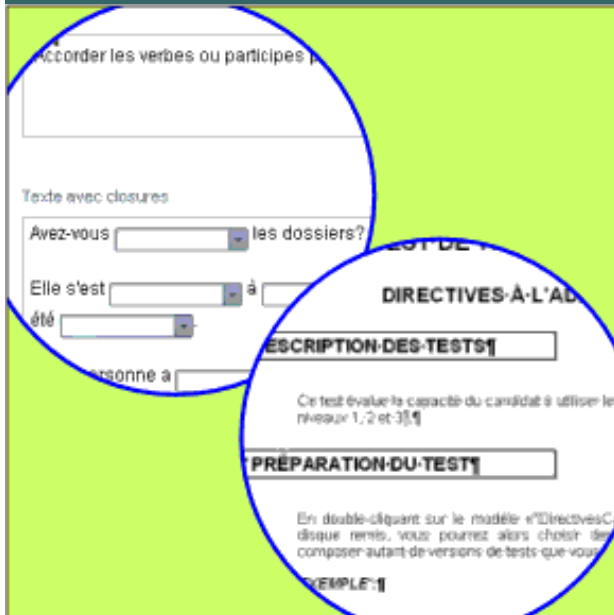 Accorder les verbes ou participes
Texte avec closures
Avez-vous les dossiers?
Elle s'est à
été .
personne a
DE
DIRECTIVES·À·L'AD
ESCRIPTION·DES·TESTS¶
Ce test évalue la capacité du candidat à utiliser le
niveaux 1, 2 et 3¶
PRÉPARATION·DU·TEST¶
En double-cliquant sur le modèle «"DirectivesC
disque remis, vous pourrez alors choisir des
composer autant de versions de tests que vous
EXEMPLE":¶